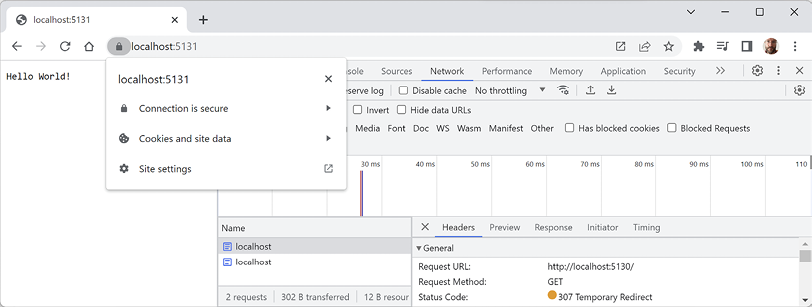 localhost:5131
localhost:5131
Hello World!
localhost:5131
Connection is secure
Cookies and site data
Site settings
Sources Network Performance Memory Application Security
Disable cache No throttling
Invert Hide data URLs
Media Font Doc WS Wasm Manifest Other Has blocked cookies Blocked Requests
30 ms 40 ms 50 ms 60 ms 70 ms 80 ms 90 ms 100 ms 110
Name
localhost
localhost
2 requests 302 B transferred 12 B resour
Headers Preview Response Initiator Timing
General
Request URL: http://localhost:5130/
Request Method: GET
Status Code: 307 Temporary Redirect